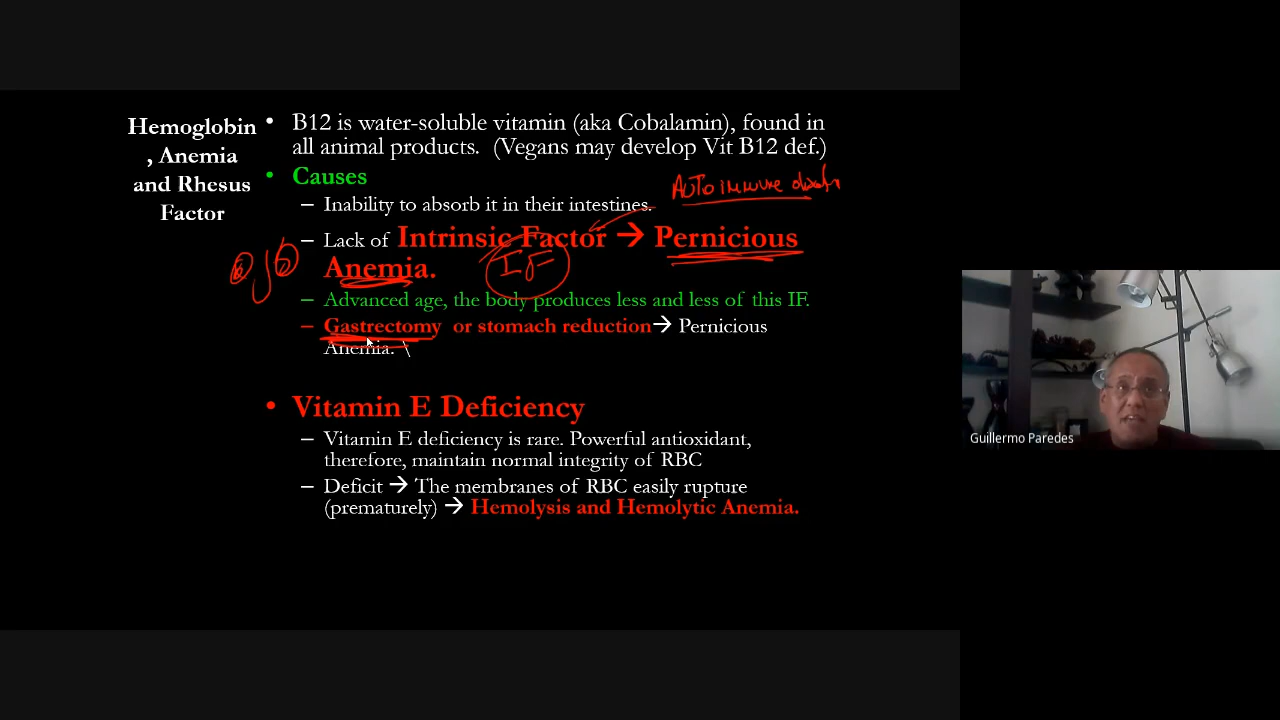 Hemoglobin
, Anemia
and Rhesus
Factor
• B12 is water-soluble vitamin (aka Cobalamin), found in
all animal products. (Vegans may develop Vit B12 def.)
• Causes
– Inability to absorb it in their intestines.
Autoimmune
– Lack of Intrinsic Factor → Pernicious
Anemia.
IF
– Advanced age, the body produces less and less of this IF.
– Gastrectomy or stomach reduction→ Pernicious
Anemia. \
• Vitamin E Deficiency
– Vitamin E deficiency is rare. Powerful antioxidant,
therefore, maintain normal integrity of RBC
– Deficit → The membranes of RBC easily rupture
(prematurely) → Hemolysis and Hemolytic Anemia.
Guillermo Paredes